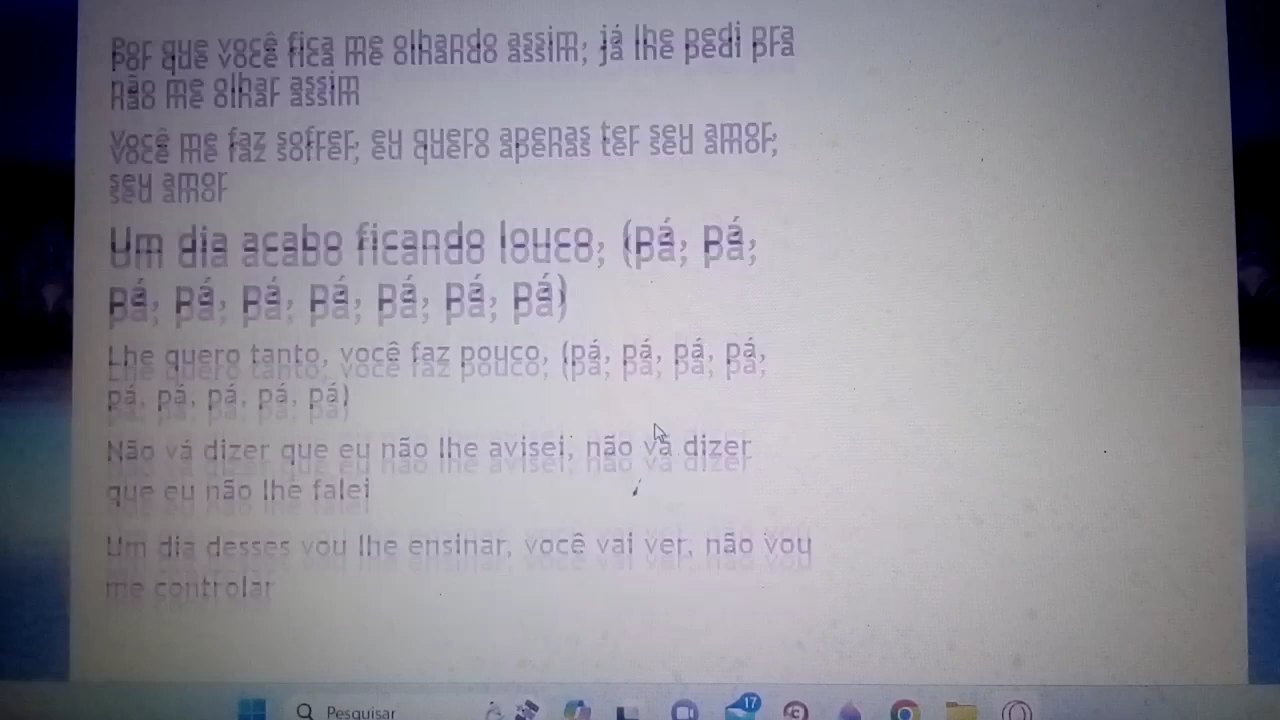 Por que você fica me olhando assim, já lhe pedi pra
não me olhar assim
Você me faz sofrer, eu quero apenas ter seu amor,
seu amor
Um dia acabo ficando louco, (pá, pá,
pá, pá, pá, pá, pá, pá, pá)
Lhe quero tanto, você faz pouco, (pá, pá, pá, pá,
pá, pá, pá, pá, pá)
Não vá dizer que eu não lhe avisei, não vá dizer
que eu não lhe falei
Um dia desses vou lhe ensinar, você vai ver, não vou
me controlar
Pesquisar
17